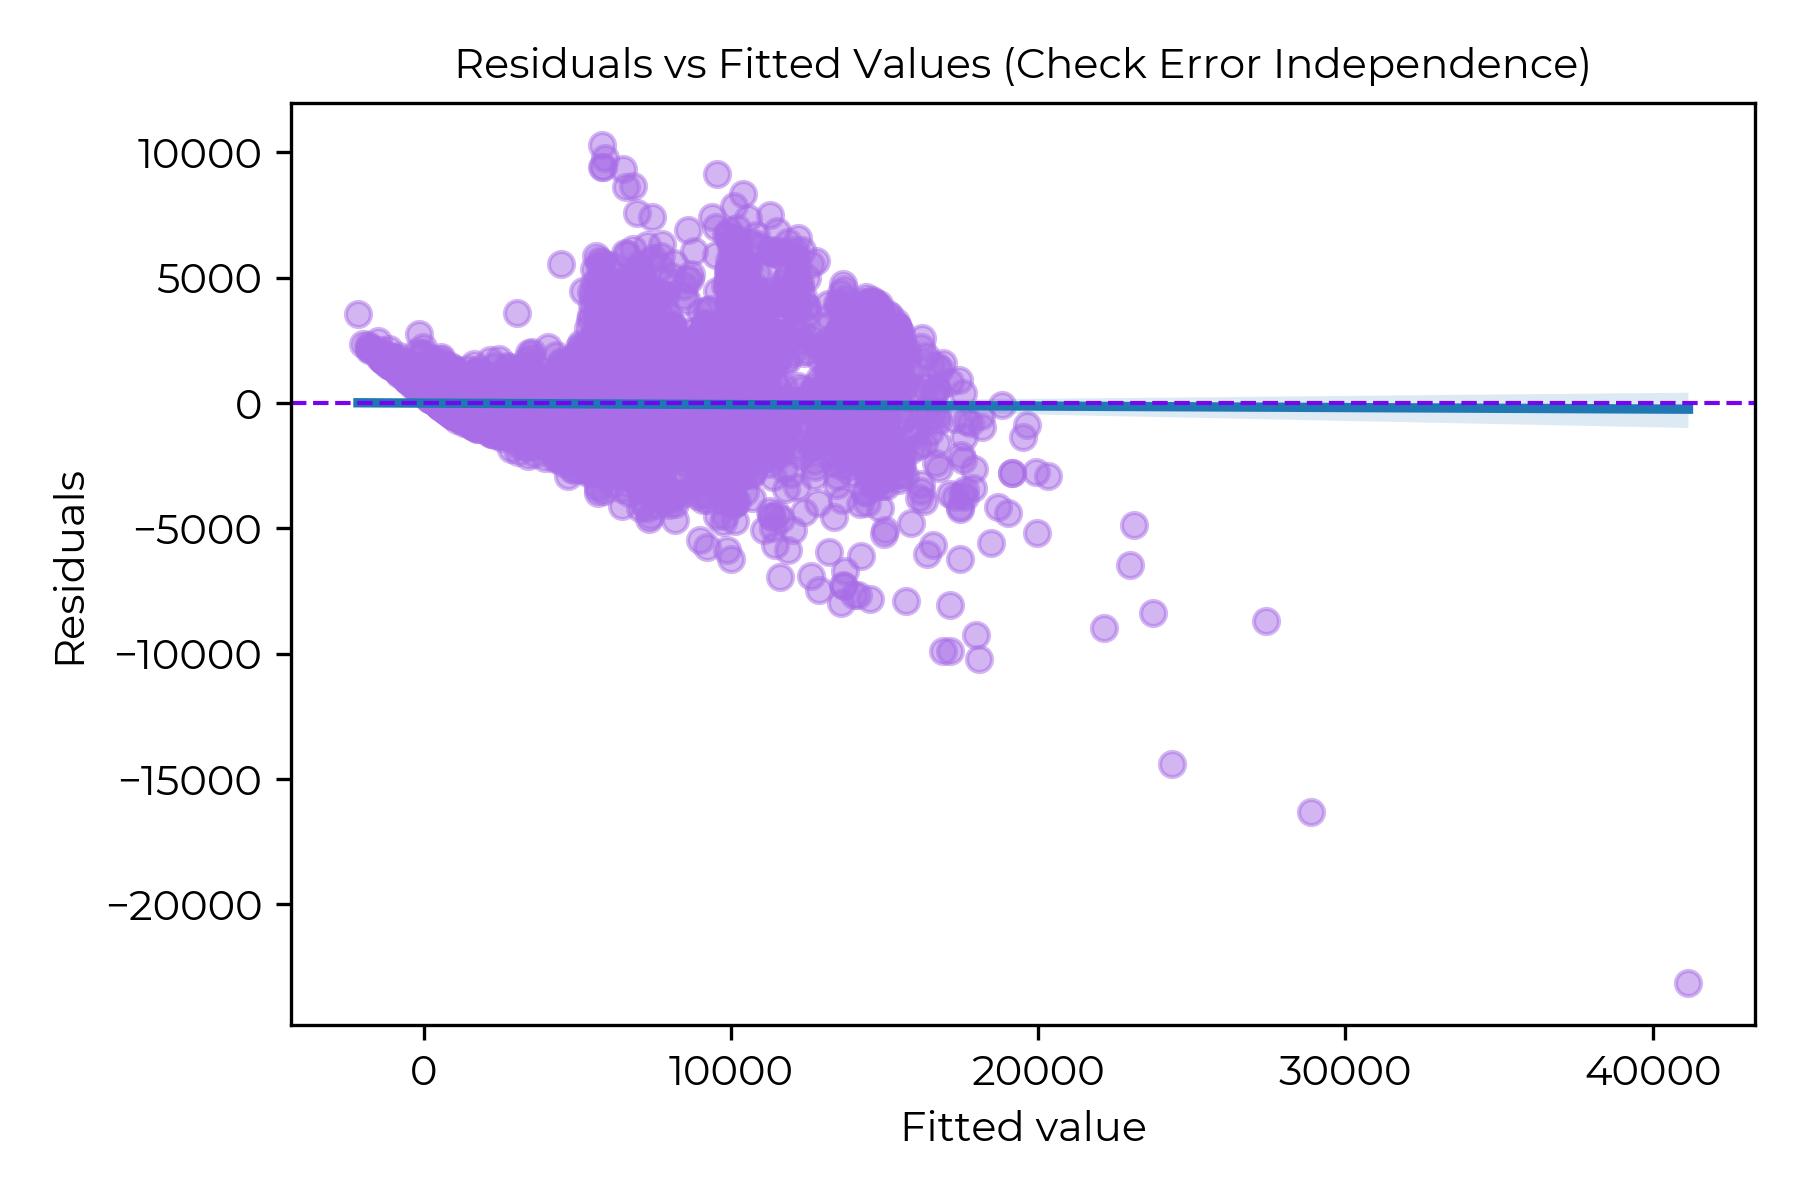 Residuals vs Fitted Values (Check Error Independence)
10000
5000
0
−5000
−10000
−15000
−20000
Residuals
0 10000 20000 30000 40000
Fitted value